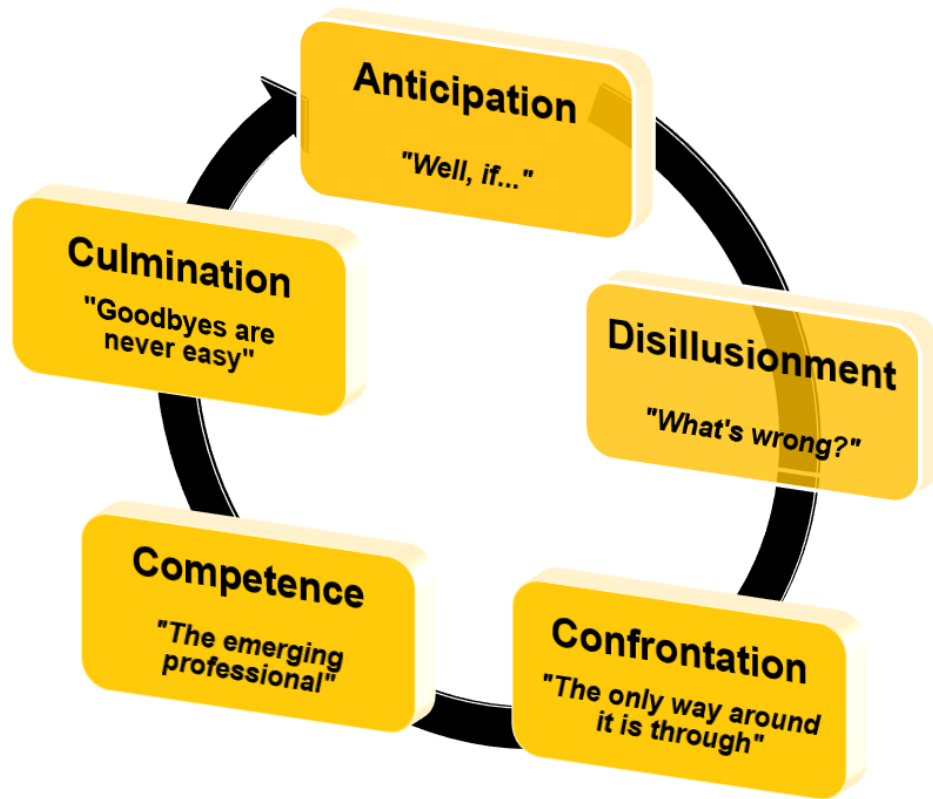 Anticipation
"Well, if..."
Disillusionment
"What's wrong?"
Confrontation
"The only way around
it is through"
Competence
"The emerging
professional"
Culmination
"Goodbyes are
never easy"